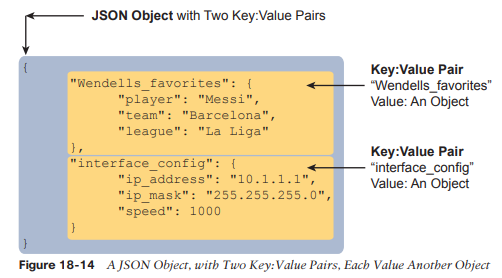 JSON Object with Two Key:Value Pairs
{
"Wendells_favorites": {
"player": "Messi",
"team": "Barcelona",
"league": "La Liga"
},
"interface_config": {
"ip_address": "10.1.1.1",
"ip_mask": "255.255.255.0",
"speed": 1000
}
}
Key:Value Pair
“Wendells_favorites”
Value: An Object
Key:Value Pair
“interface_config”
Value: An Object
Figure 18-14 A JSON Object, with Two Key:Value Pairs, Each Value Another Object